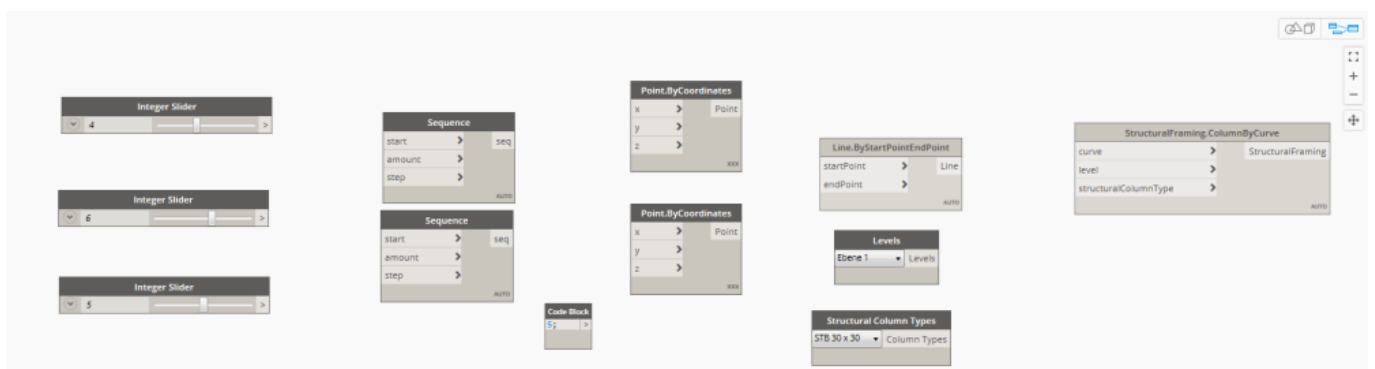 Integer Slider
4 >
Integer Slider
6 >
Integer Slider
5 >
Sequence
start > seq
amount >
step >
AUTO
Sequence
start > seq
amount >
step >
AUTO
Code Block
5; >
Point.ByCoordinates
x > Point
y >
z >
XXX
Point.ByCoordinates
x > Point
y >
z >
XXX
Line.ByStartPointEndPoint
startPoint > Line
endPoint >
AUTO
Levels
Ebene 1 Levels
Structural Column Types
STB 30 x 30 Column Types
StructuralFraming.ColumnByCurve
curve > StructuralFraming
level >
structuralColumnType >
AUTO